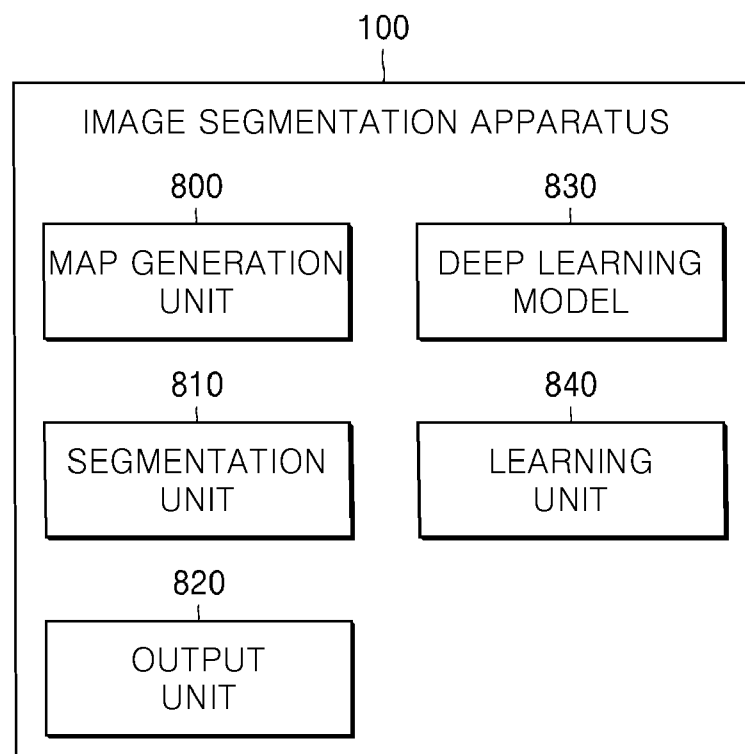 100
IMAGE SEGMENTATION APPARATUS
800
MAP GENERATION
UNIT
830
DEEP LEARNING
MODEL
810
SEGMENTATION
UNIT
840
LEARNING
UNIT
820
OUTPUT
UNIT